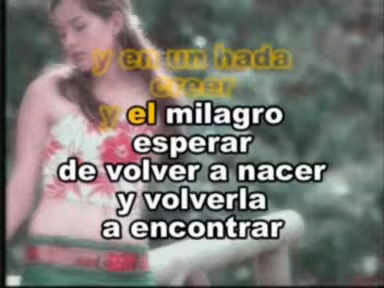 y en un hada
creer
y el milagro
esperar
de volver a nacer
y volverla
a encontrar